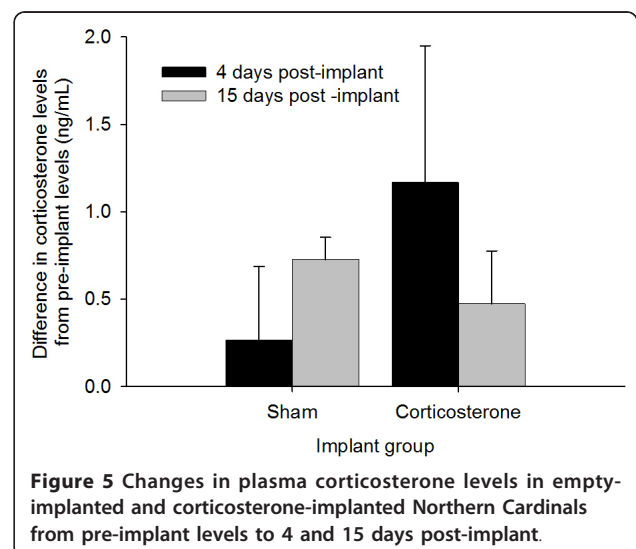 2.0
1.5
1.0
0.5
0.0
Difference in corticosterone levels
from pre-implant levels (ng/mL)
4 days post-implant
15 days post -implant
Sham
Corticosterone
Implant group
Figure 5 Changes in plasma corticosterone levels in empty-
implanted and corticosterone-implanted Northern Cardinals
from pre-implant levels to 4 and 15 days post-implant.